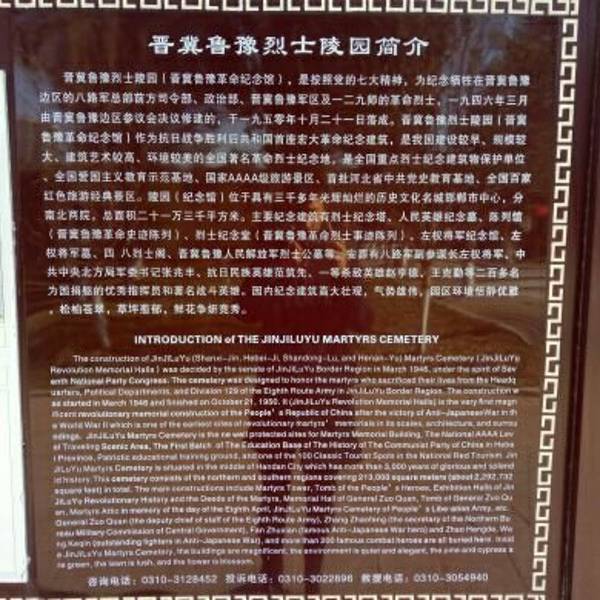 晋冀鲁豫烈士陵园简介
晋冀鲁豫烈士陵园（晋冀鲁豫革命纪念馆），是按照党的七大精神，为纪念牺牲在晋冀鲁豫
边区的八路军总部前方司令部、政治部、晋冀鲁豫军区及一二九师的革命烈士，一九四六年三月
由晋冀鲁豫边区参议会决议修建的，于一九五零年十月二十一日落成。晋冀鲁豫烈士陵园（晋冀
鲁豫革命纪念馆）作为抗日战争胜利后共和国首座宏大革命纪念建筑，是我国建设较早、规模较
大、建筑艺术较高、环境较美的全国著名革命烈士纪念地，是全国重点烈士纪念建筑物保护单位
、全国爱国主义教育示范基地、国家AAAA级旅游景区、首批河北省中共党史教育基地、全国百家
红色旅游经典景区。陵园（纪念馆）位于具有三千多年光辉灿烂的历史文化名城邯郸市中心，分
南北两院，总面积二十一万三千平方米。主要纪念建筑有烈士纪念塔、人民英雄纪念墓、陈列馆
（晋冀鲁豫革命史迹陈列）、烈士纪念堂（晋冀鲁豫革命烈士事迹陈列）、左权将军纪念馆、左
权将军墓、四八烈士阁、晋冀鲁豫人民解放军烈士公墓等。安葬有八路军副参谋长左权将军、中
共中央北方局军委书记张兆丰、抗日民族英雄范筑先、一等杀敌英雄赵亨德、王克勤等二百多名
为国捐躯的优秀指挥员和著名战斗英雄。园内纪念建筑高大壮观，气势雄伟，园区环境恬静优雅
，松柏苍翠，草坪葱郁，鲜花争妍竞秀。
INTRODUCTION of THE JINJILUYU MARTYRS CEMETERY
The construction of JinJiLuYu (Shanxi-Jin, Hebei-Ji, Shandong-Lu, and Henan-Yu) Martyrs Cemetery (JinJiLuYu
Revolution Memorial Halls) was decided by the senate of JinJiLuYu Border Region in March 1946, under the spirit of Sev
enth National Party Congress. The cemetery was designed to honor the martyrs who sacrificed their lives from the Headq
uarters, Political Departments, and Division 129 of the Eighth Route Army in JinJiLuYu Border Region. The construction w
as started in March 1946 and finished on October 21, 1950. It (JinJiLuYu Revolution Memorial Halls) is the very first magn
ificent revolutionary memorial construction of the People's Republic of China after the victory of Anti-JapaneseWar in th
e World War II which is one of the earliest sites of revolutionary martyrs' memorials in its scales, architecture, and surro
undings. JinJiLuYu Martyrs Cemetery is the well protected sites for Martyrs Memorial Building, The National AAAA Lev
el Traveling Scenic Area, The First Batch of The Education Base of The History of The Communist Party of China in Hebe
i Province, Patriotic educational training ground, and one of the 100 Classic Tourist Spots in the National Red Tourism. Jin
JiLuYu Martyrs Cemetery is situated in the middle of Handan City which has more than 3,000 years of glorious and splend
id history. This cemetery consists of the northern and southern regions covering 213,000 square meters (about 2,292,732
square feet) in total. The main constructions include Martyrs Tower, Tomb of the People's Heroes, Exhibition Halls of Jin
JiLuYu Revolutionary History and the Deeds of the Martyrs, Memorial Hall of General Zuo Quan, Tomb of General Zuo Qu
an, Martyrs Attic in memory of the day of the Eighth April, JinJiLuYu Martyrs Cemetery of People's Liberation Army, etc.
General Zuo Quan (the deputy chief of staff of the Eighth Route Army), Zhang Zhaofeng (the secretary of the Northern Bu
reau Military Commission of Central Government), Fan Zhuxian (famous Anti-Japanese War hero) and Zhao Hengde, Wa
ng Keqin (outstanding fighters in Anti-Japanese War), and more than 200 famous combat heroes are all buried here. Insid
e JinJiLuYu Martyrs Cemetery, the buildings are magnificent, the environment is quiet and elegant, the pine and cypress a
re green, the lawn is lush, and the flower is blossom.
咨询电话：0310-3128452 投诉电话：0310-3022896 救援电话：0310-3054940